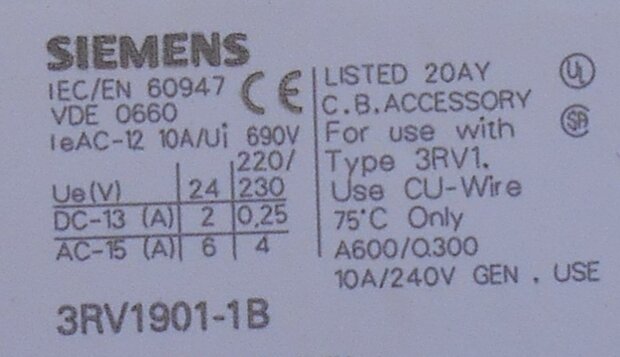 SIEMENS
IEC/EN 60947
CE
VDE 0660
IeAC-12 10A/Ui 690V
Ue(V) 24 220/230
DC-13 (A) 2 0,25
AC-15 (A) 6 4
3RV1901-1B
LISTED 20AY
UL
C.B.ACCESSORY
SA
For use with
Type 3RV1.
Use CU-Wire
75°C Only
A600/Q300
10A/240V GEN . USE